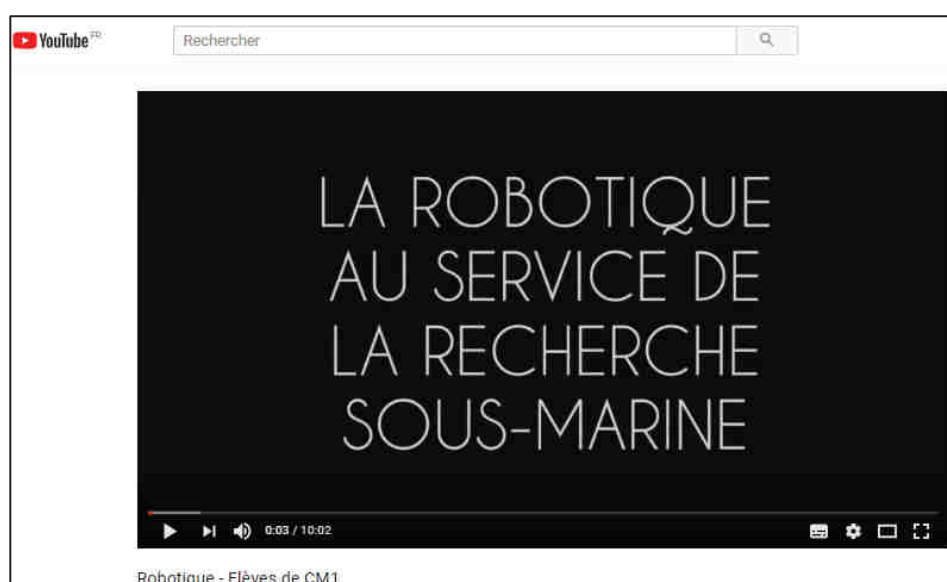 YouTube FR
Rechercher
LA ROBOTIQUE
AU SERVICE DE
LA RECHERCHE
SOUS-MARINE
0:03 / 10:02
Robotique - Elèves de CM1